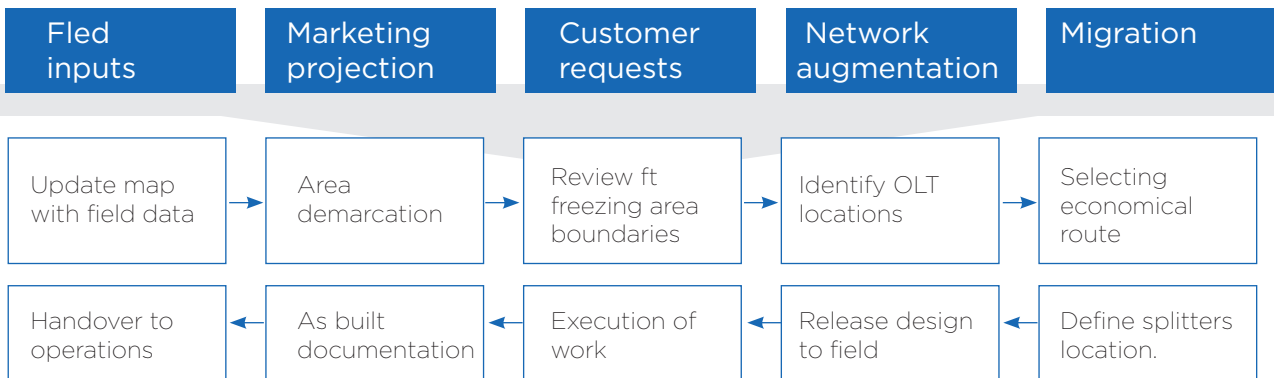 Fled
inputs
Marketing
projection
Customer
requests
Network
augmentation
Migration
Update map
with field data
Area
demarcation
Review ft
freezing area
boundaries
Identify OLT
locations
Selecting
economical
route
Handover to
operations
As built
documentation
Execution of
work
Release design
to field
Define splitters
location.